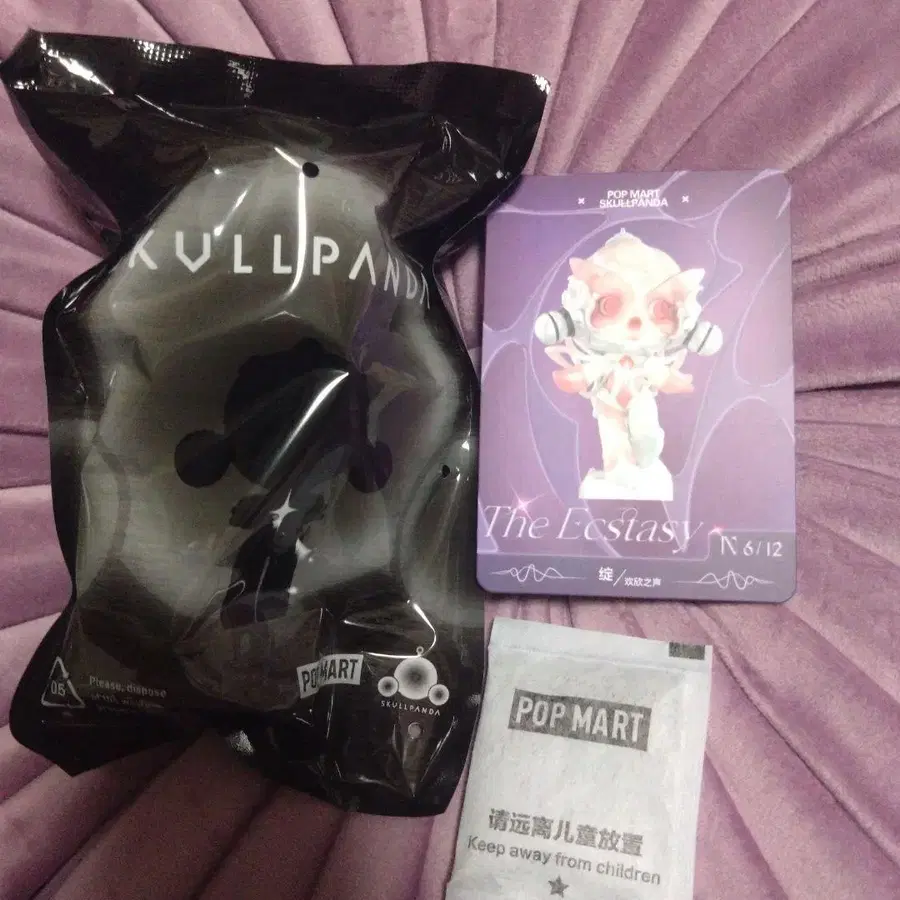 SKULLPANDA
05
Please, dispose
POP MART
SKULLPANDA
POP MART
SKULLPANDA
The Ecstasy
N 6/12
绽/欢欣之声
POP MART
请远离儿童放置
Keep away from children